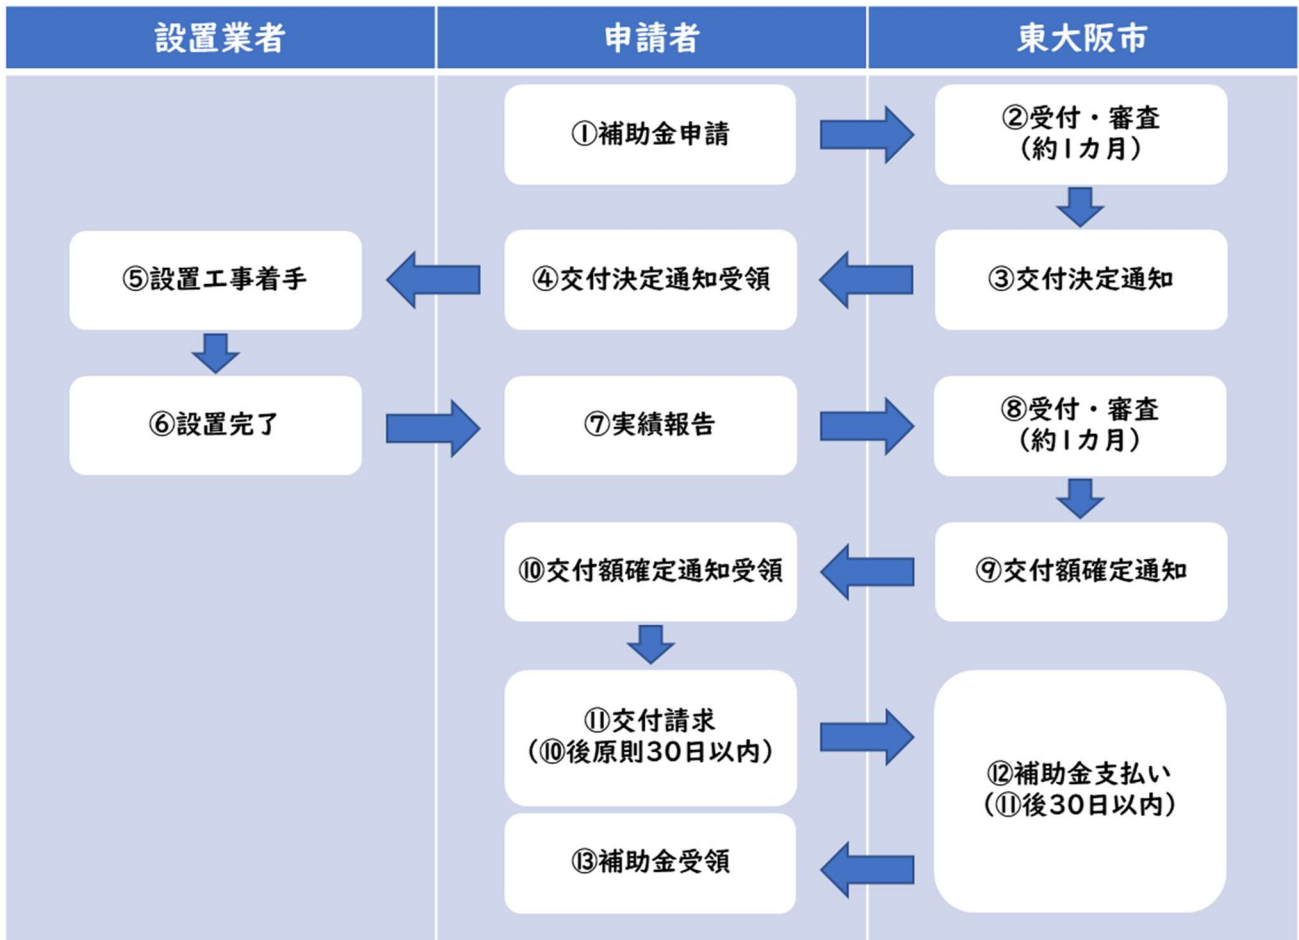 設置業者
申請者
東大阪市
①補助金申請
②受付・審査
（約1カ月）
⑤設置工事着手
④交付決定通知受領
③交付決定通知
⑥設置完了
⑦実績報告
⑧受付・審査
（約1カ月）
⑩交付額確定通知受領
⑨交付額確定通知
⑪交付請求
（⑩後原則30日以内）
⑫補助金支払い
（⑪後30日以内）
⑬補助金受領